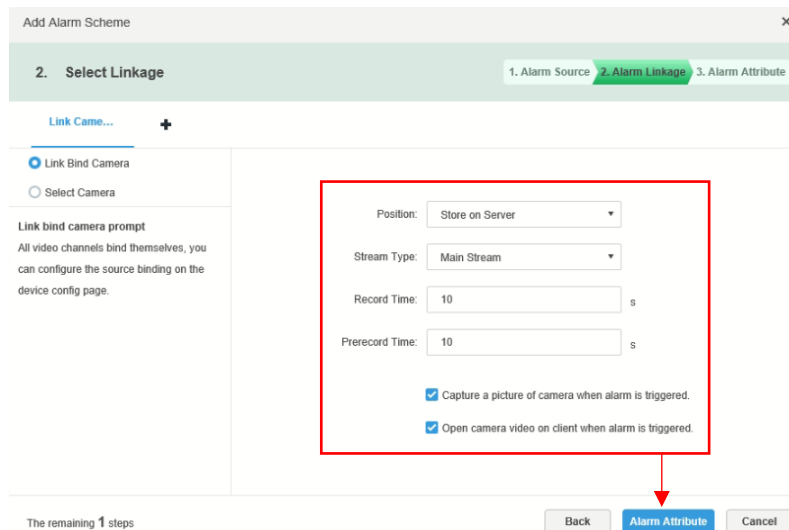 Add Alarm Scheme ×
2. Select Linkage
1. Alarm Source 2. Alarm Linkage 3. Alarm Attribute
Link Came... +
Link Bind Camera
Select Camera
Link bind camera prompt
All video channels bind themselves, you
can configure the source binding on the
device config page.
Position: Store on Server
Stream Type: Main Stream
Record Time: 10 s
Prerecord Time: 10 s
Capture a picture of camera when alarm is triggered.
Open camera video on client when alarm is triggered.
The remaining 1 steps
Back Alarm Attribute Cancel